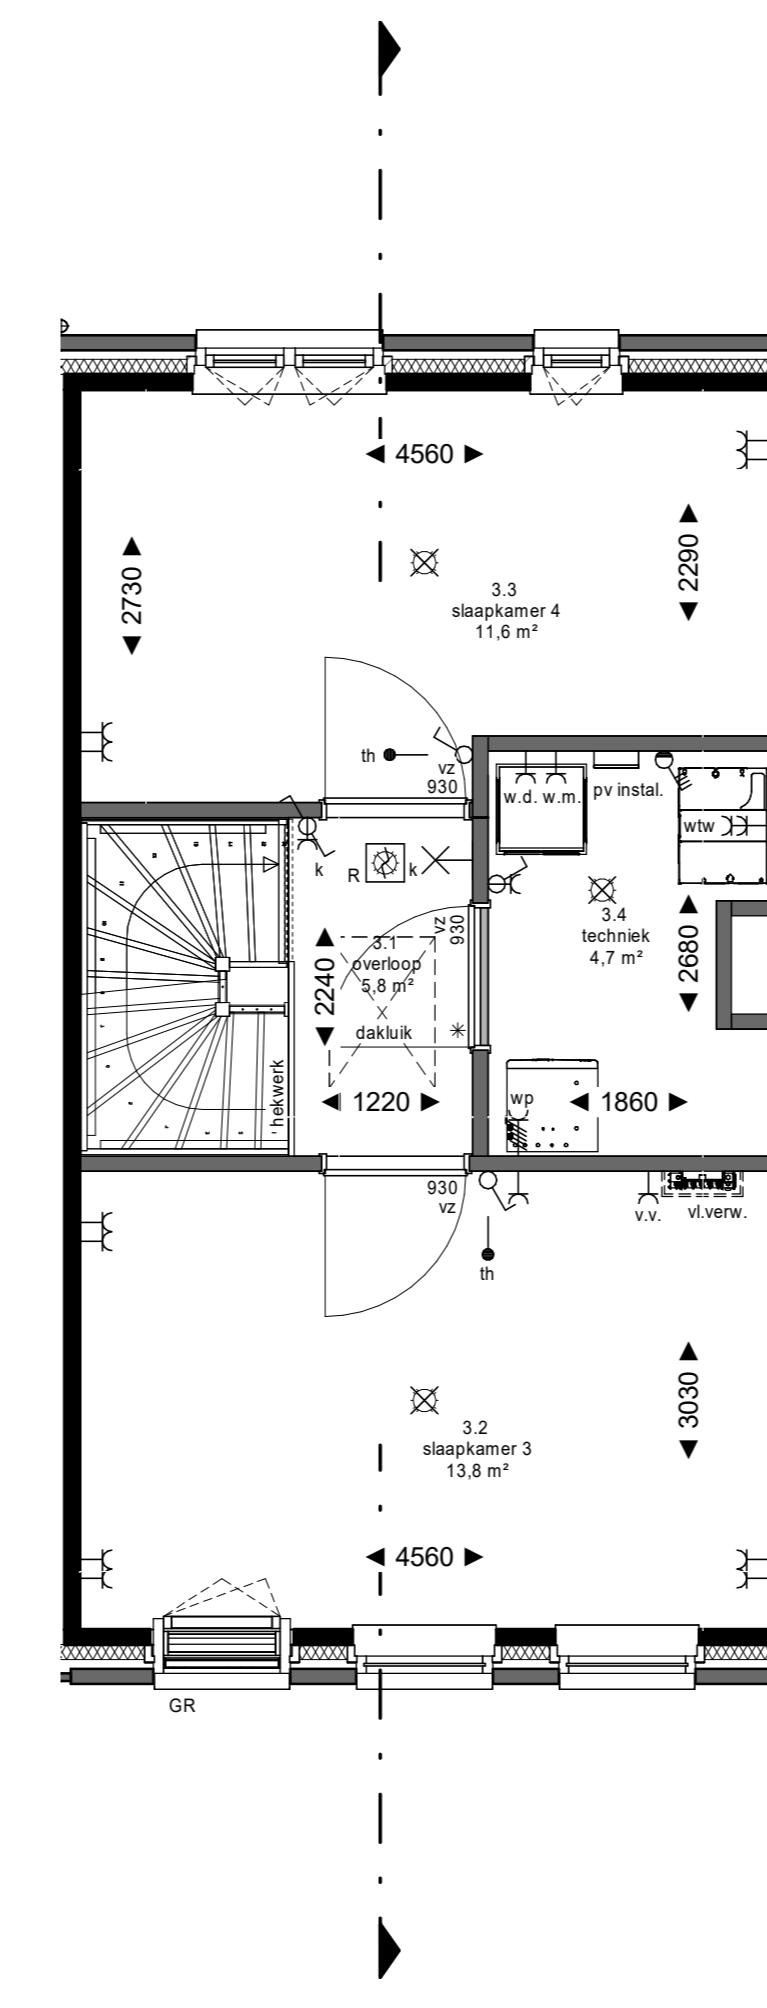 4560
2730
2290
3.3
slaapkamer 4
11,6 m²
th
vz
930
w.d. w.m.
pv instal.
wtw
k
R
k
vz
930
3.1
overloop
5,8 m²
dakluik
2240
3.4
techniek
4,7 m²
2680
hekwerk
1220
wp
1860
930
vz
v.v.
vl.verw.
th
3030
3.2
slaapkamer 3
13,8 m²
4560
GR